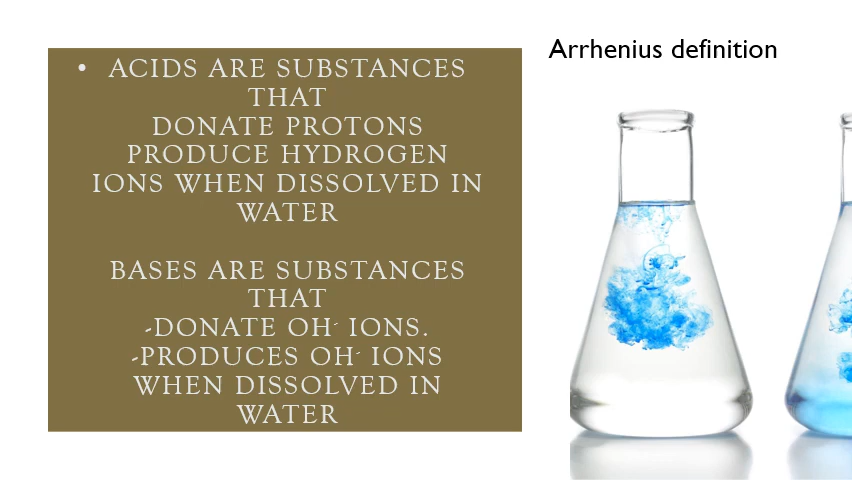 Arrhenius definition
• ACIDS ARE SUBSTANCES
THAT
DONATE PROTONS
PRODUCE HYDROGEN
IONS WHEN DISSOLVED IN
WATER
BASES ARE SUBSTANCES
THAT
-DONATE OH⁻ IONS.
-PRODUCES OH⁻ IONS
WHEN DISSOLVED IN
WATER